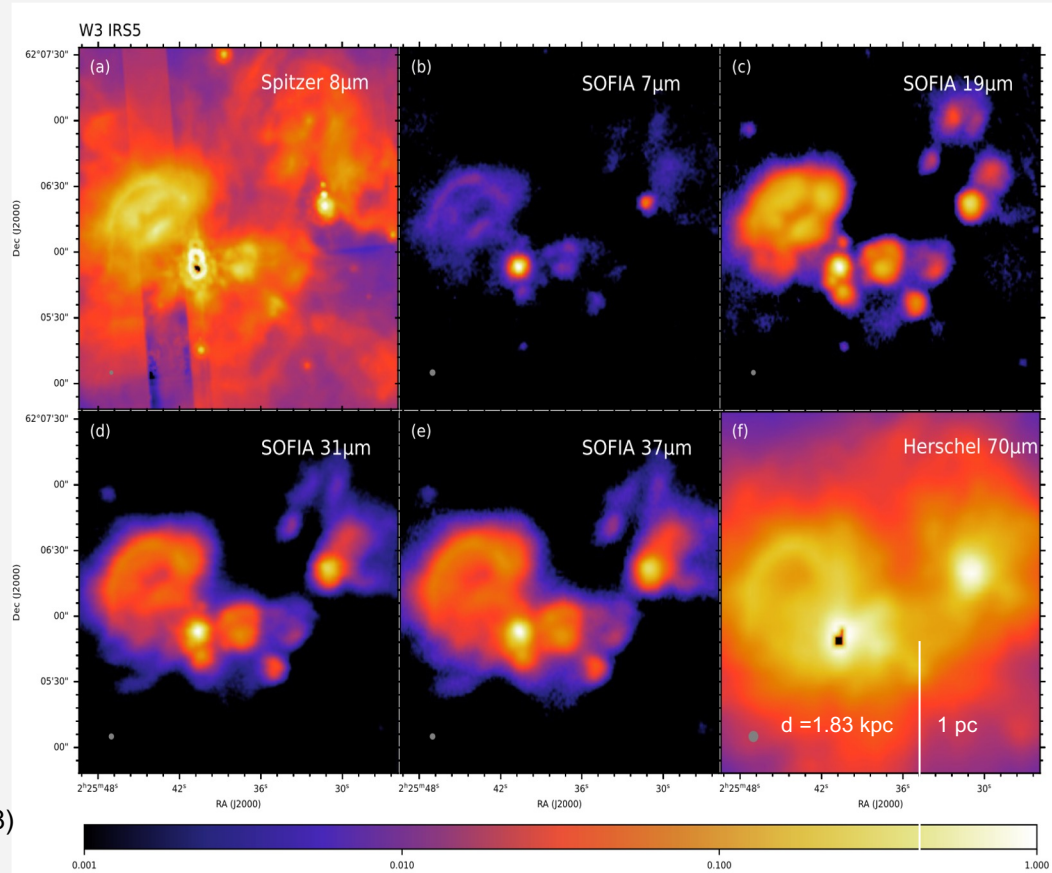 W3 IRS5
(a) Spitzer 8μm
(b) SOFIA 7μm
(c) SOFIA 19μm
62°07'30"
00"
06'30"
00"
05'30"
00"
Dec (J2000)
(d) SOFIA 31μm
(e) SOFIA 37μm
(f) Herschel 70μm
62°07'30"
00"
06'30"
00"
05'30"
00"
Dec (J2000)
d =1.83 kpc 1 pc
2ʰ25ᵐ48ˢ 42ˢ 36ˢ 30ˢ
2ʰ25ᵐ48ˢ 42ˢ 36ˢ 30ˢ
2ʰ25ᵐ48ˢ 42ˢ 36ˢ 30ˢ
RA (J2000) RA (J2000) RA (J2000)
3)
0.001 0.010 0.100 1.000